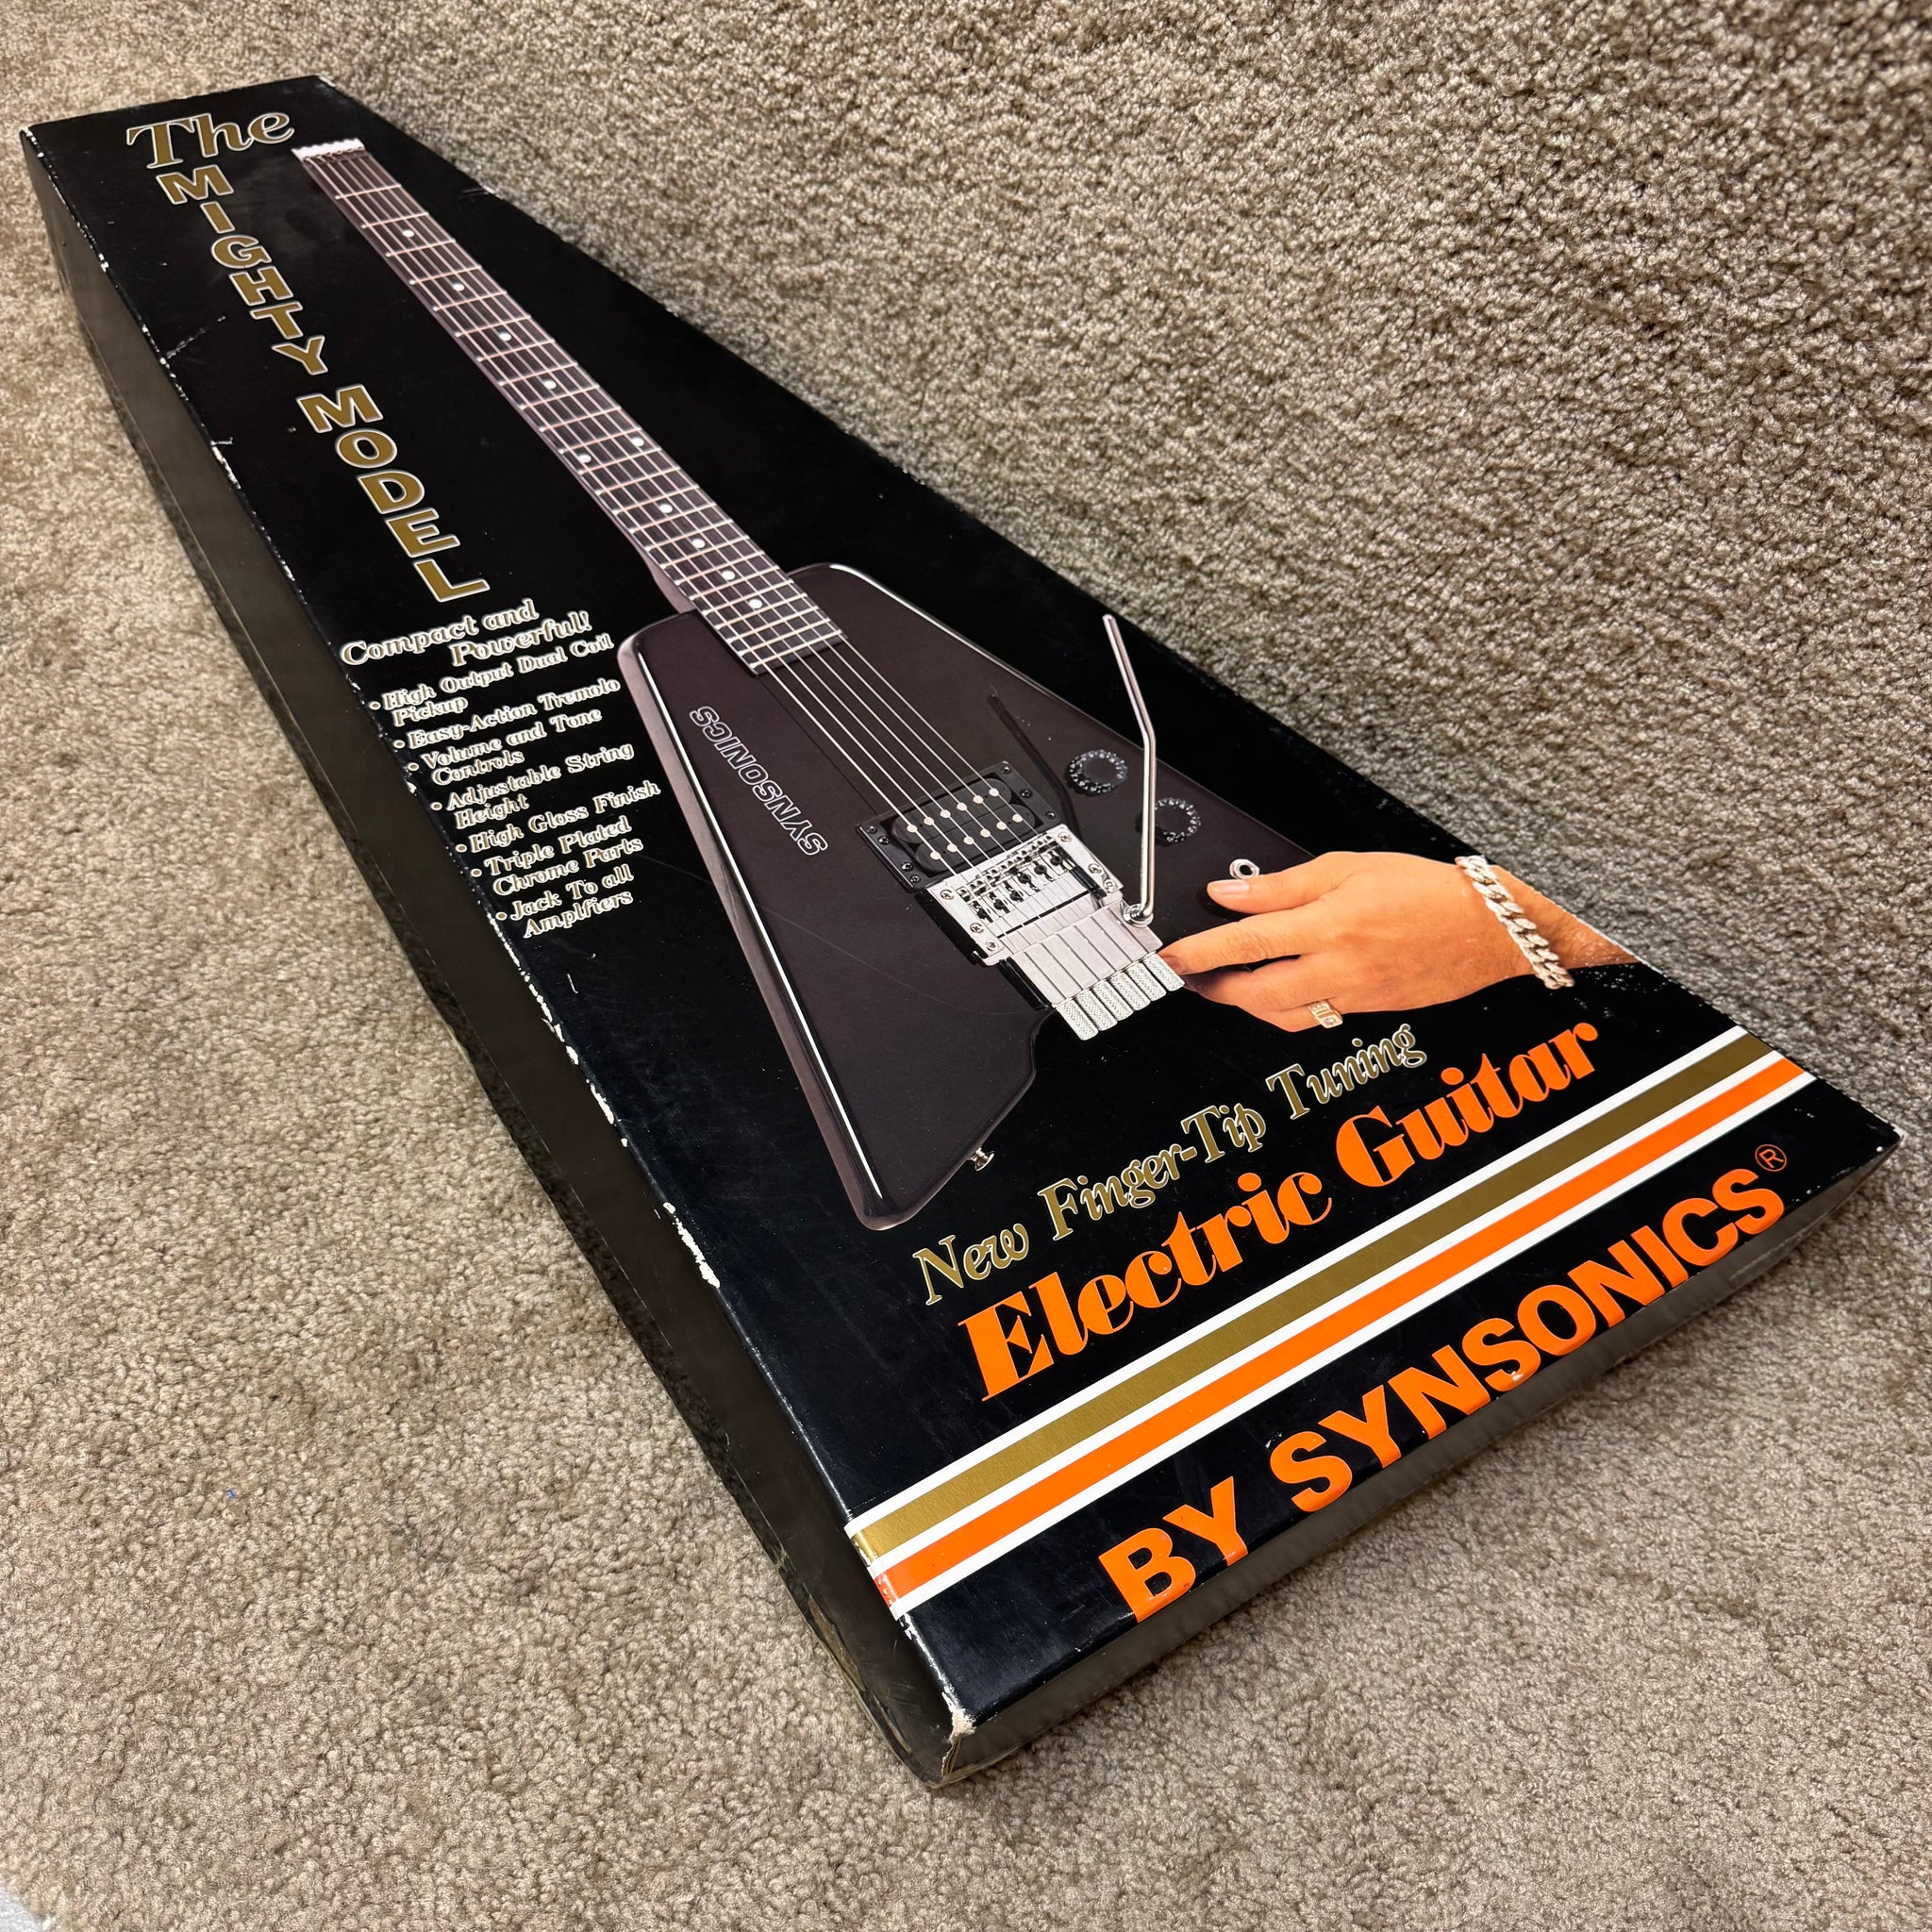 The
MIGHTY MODEL
Compact and
Powerful!
• High Output Dual Coil
Pickup
• Easy-Action Tremolo
• Volume and Tone
Controls
• Adjustable String
Height
• High Gloss Finish
• Triple Plated
Chrome Parts
• Jack To all
Amplifiers
SYNSONICS
New Finger-Tip Tuning
Electric Guitar
BY SYNSONICS®